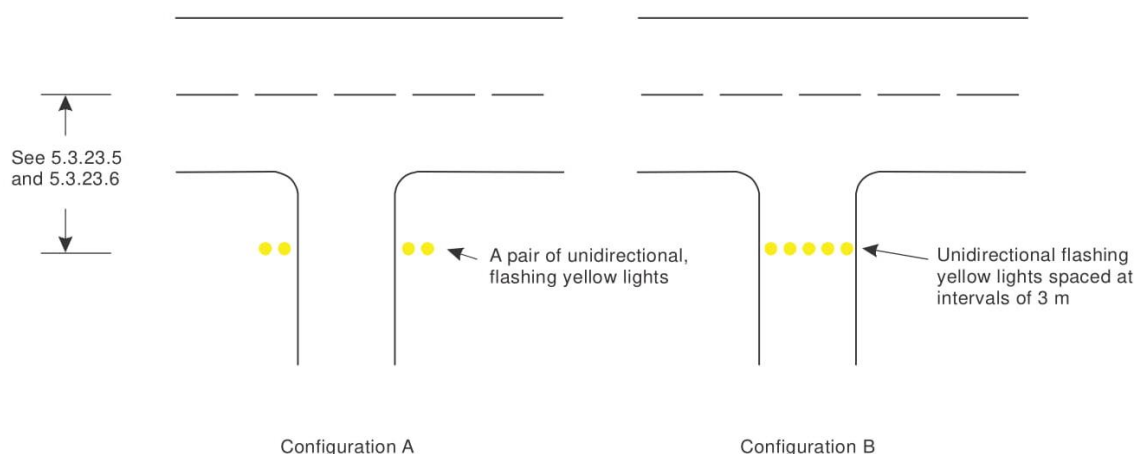 See 5.3.23.5
and 5.3.23.6
A pair of unidirectional,
flashing yellow lights
Unidirectional flashing
yellow lights spaced at
intervals of 3 m
Configuration A
Configuration B